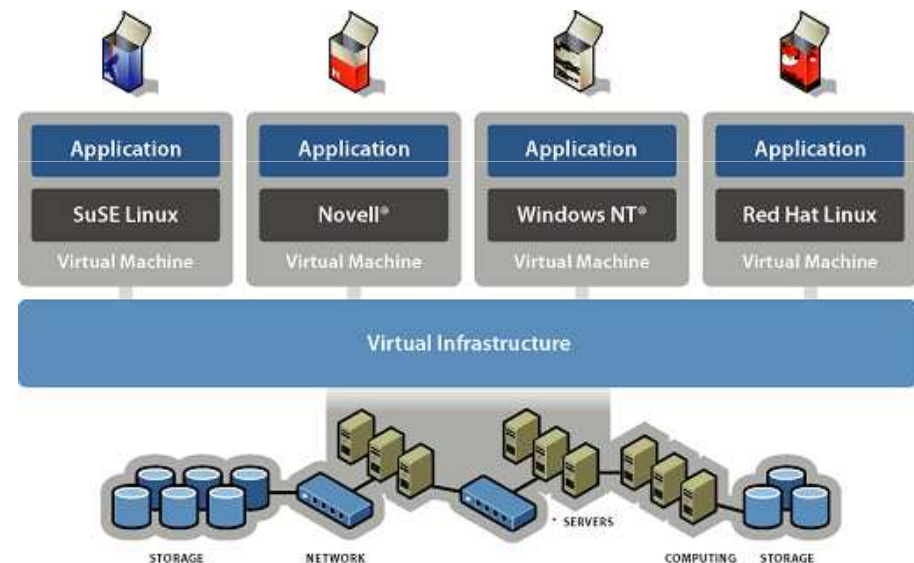 Application Application Application Application
SuSE Linux Novell® Windows NT® Red Hat Linux
Virtual Machine Virtual Machine Virtual Machine Virtual Machine
Virtual Infrastructure
* SERVERS
STORAGE NETWORK COMPUTING STORAGE